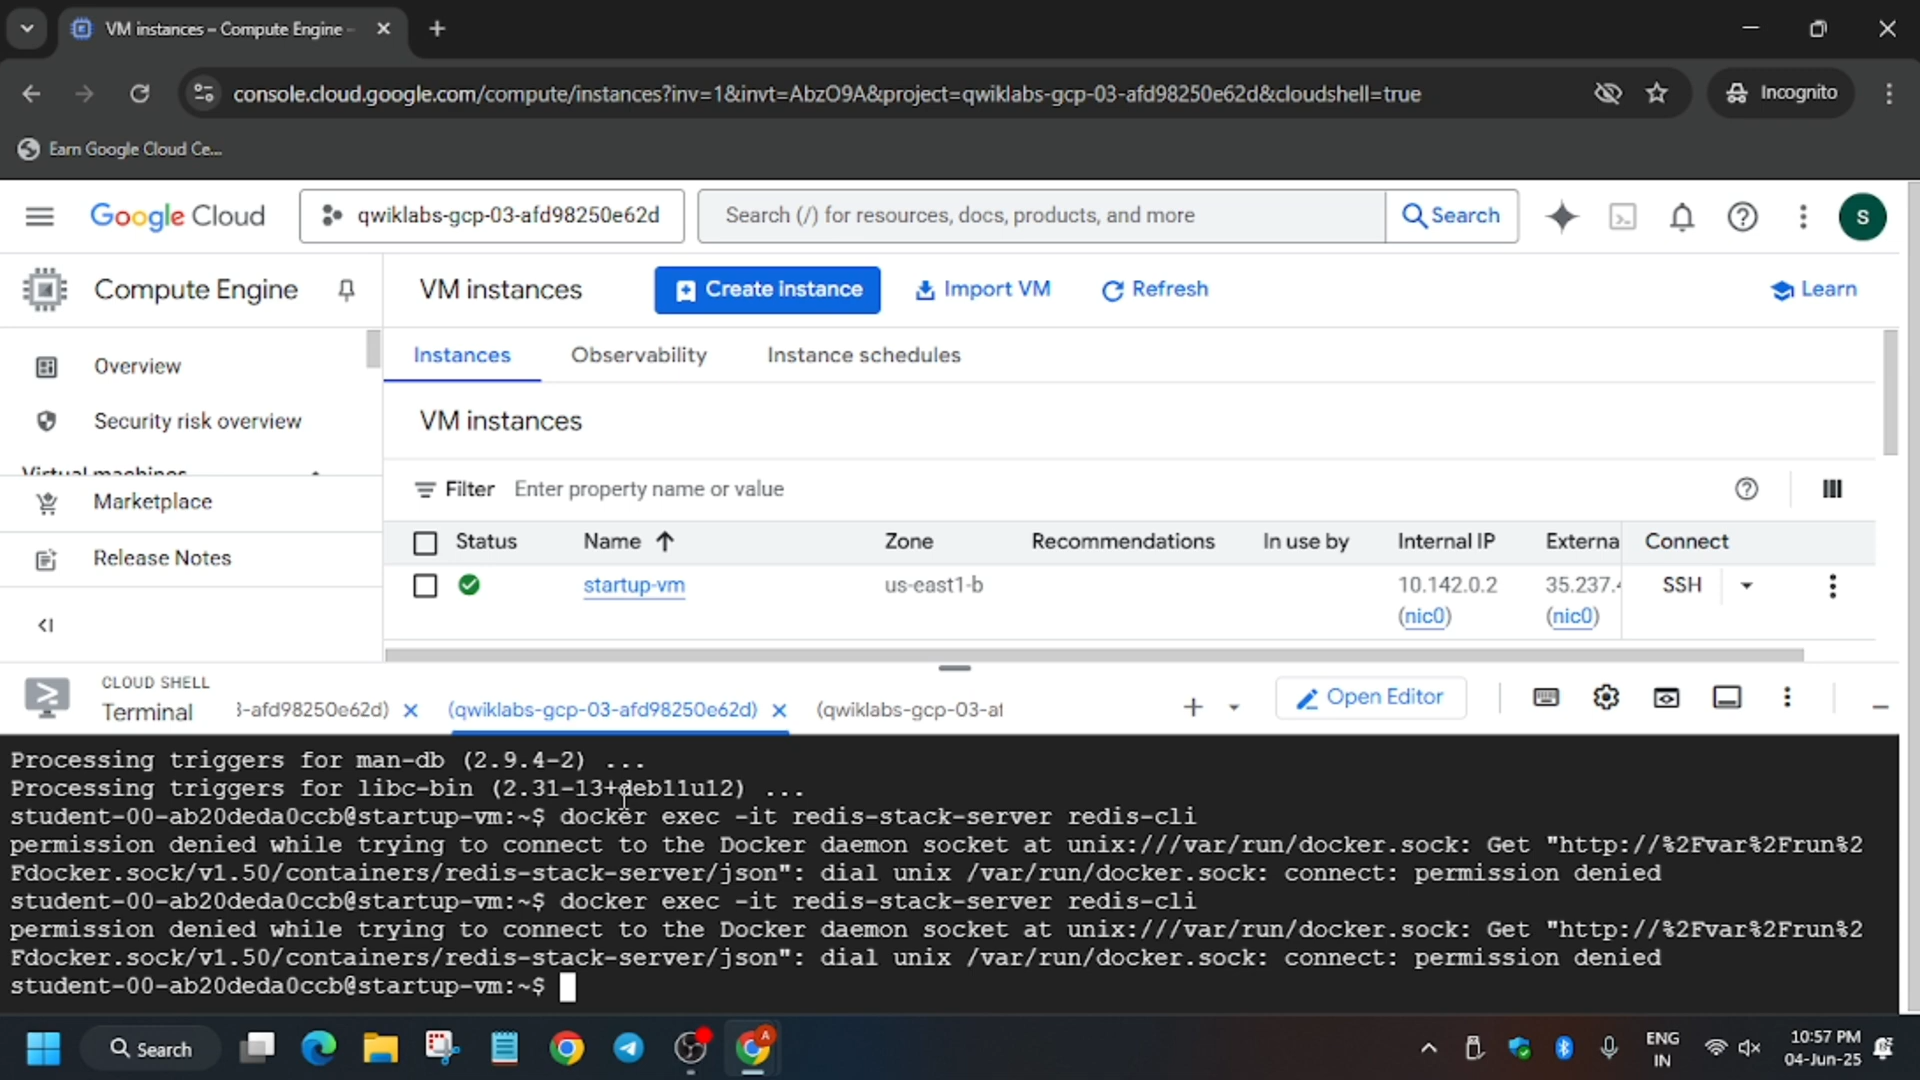 VM instances – Compute Engine –
console.cloud.google.com/compute/instances?inv=1&invt=AbzO9A&project=qwiklabs-gcp-03-afd98250e62d&cloudshell=true
Incognito
Earn Google Cloud Ce...
Google Cloud
qwiklabs-gcp-03-afd98250e62d
Search (/) for resources, docs, products, and more
Search
S
Compute Engine
VM instances
Create instance
Import VM
Refresh
Learn
Overview
Security risk overview
Virtual machines
Marketplace
Release Notes
Instances
Observability
Instance schedules
VM instances
Filter
Enter property name or value
Status
Name
Zone
Recommendations
In use by
Internal IP
Externa
Connect
startup-vm
us-east1-b
10.142.0.2
(nic0)
35.237.4
(nic0)
SSH
CLOUD SHELL
Terminal
3-afd98250e62d)
(qwiklabs-gcp-03-afd98250e62d)
(qwiklabs-gcp-03-af
Open Editor
Processing triggers for man-db (2.9.4-2) ...
Processing triggers for libc-bin (2.31-13+deb11u12) ...
student-00-ab20deda0ccb@startup-vm:~$ docker exec -it redis-stack-server redis-cli
permission denied while trying to connect to the Docker daemon socket at unix:///var/run/docker.sock: Get "http://%2Fvar%2Frun%2
Fdocker.sock/v1.50/containers/redis-stack-server/json": dial unix /var/run/docker.sock: connect: permission denied
student-00-ab20deda0ccb@startup-vm:~$ docker exec -it redis-stack-server redis-cli
permission denied while trying to connect to the Docker daemon socket at unix:///var/run/docker.sock: Get "http://%2Fvar%2Frun%2
Fdocker.sock/v1.50/containers/redis-stack-server/json": dial unix /var/run/docker.sock: connect: permission denied
student-00-ab20deda0ccb@startup-vm:~$
Search
A
ENG
IN
10:57 PM
04-Jun-25